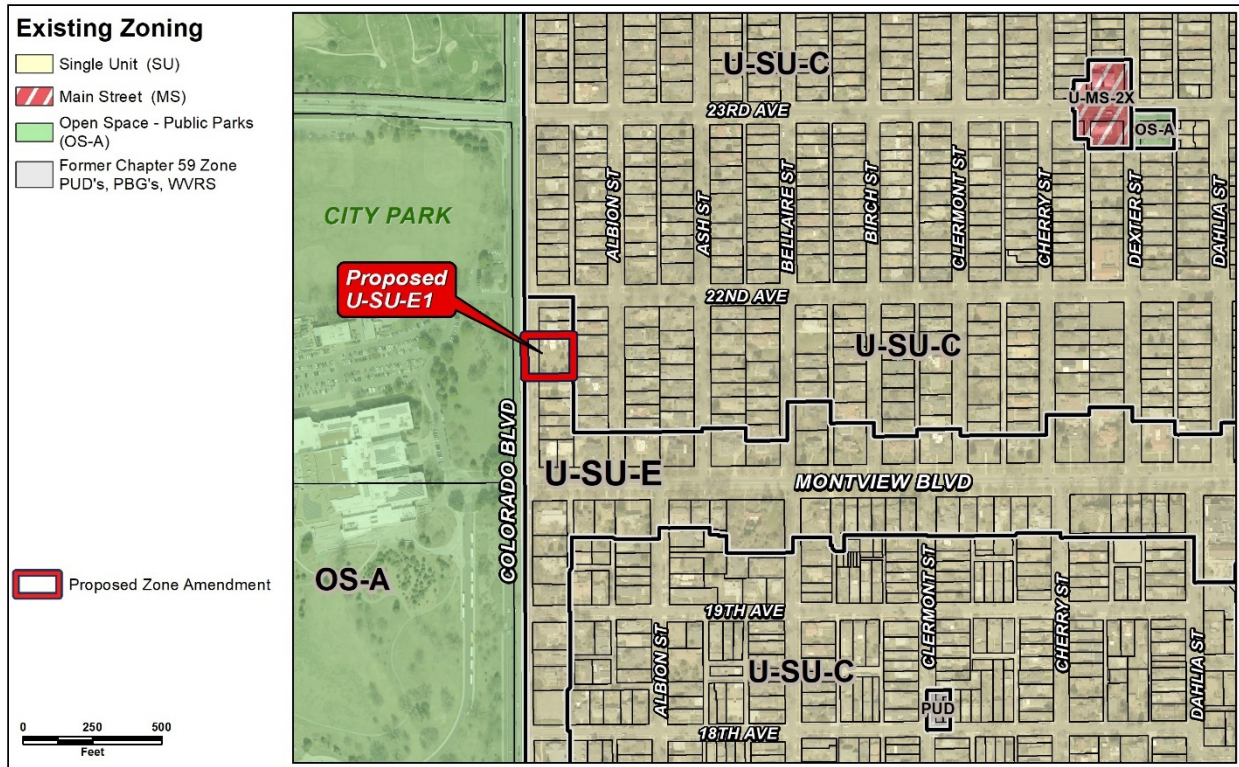 Existing Zoning
Single Unit (SU)
Main Street (MS)
Open Space - Public Parks
(OS-A)
Former Chapter 59 Zone
PUD's, PBG's, WVRS
Proposed Zone Amendment
0 250 500
Feet
U-SU-C
23RD AVE
U-MS-2X
OS-A
CITY PARK
ALBION ST
ASH ST
BELLAIRE ST
BIRCH ST
CLERMONT ST
CHERRY ST
DEXTER ST
DAHLIA ST
Proposed
U-SU-E1
22ND AVE
U-SU-C
COLORADO BLVD
U-SU-E
MONTVIEW BLVD
OS-A
19TH AVE
ALBION ST
CLERMONT ST
CHERRY ST
DAHLIA ST
U-SU-C
PUD
18TH AVE